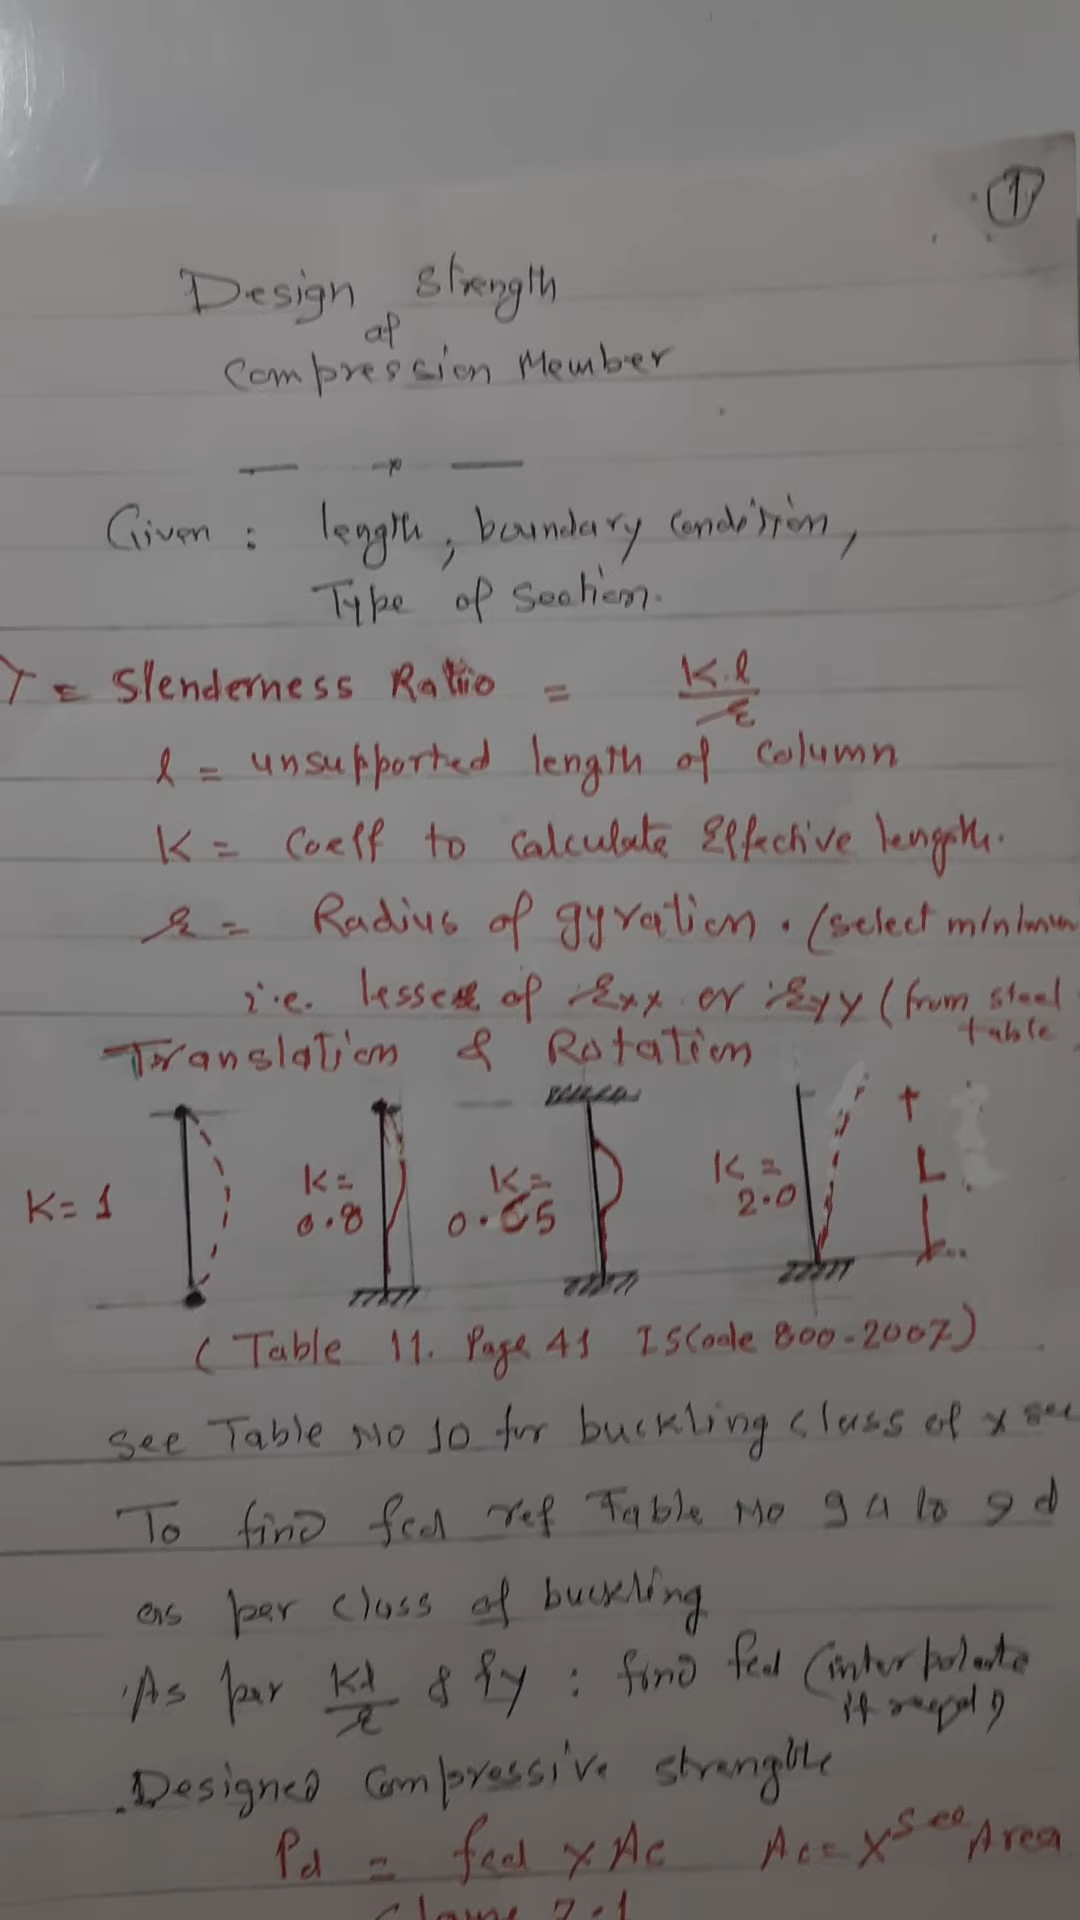 1
Design Strength
of
Compression Member
Given : length, boundary Condition,
Type of Section.
= Slenderness Ratio = K.l / r
l = unsupported length of Column
K = Coeff to Calculate Effective length.
r = Radius of gyration. (select minimum
i.e. lesser of rxx or ryy (from steel
table
Translation & Rotation
K= 1 K= 0.8 K= 0.65 K= 2.0
( Table 11. Page 41 IS Code 800-2007)
See Table No 10 for buckling class of x sec
To find fcd ref Table No 9a to 9d
as per class of buckling
As per Kl / r & fy : find fcd (interpolate
if reqd)
Designed Compressive strength
Pd = fcd x Ac Ac = x sec Area
Clause 7.1